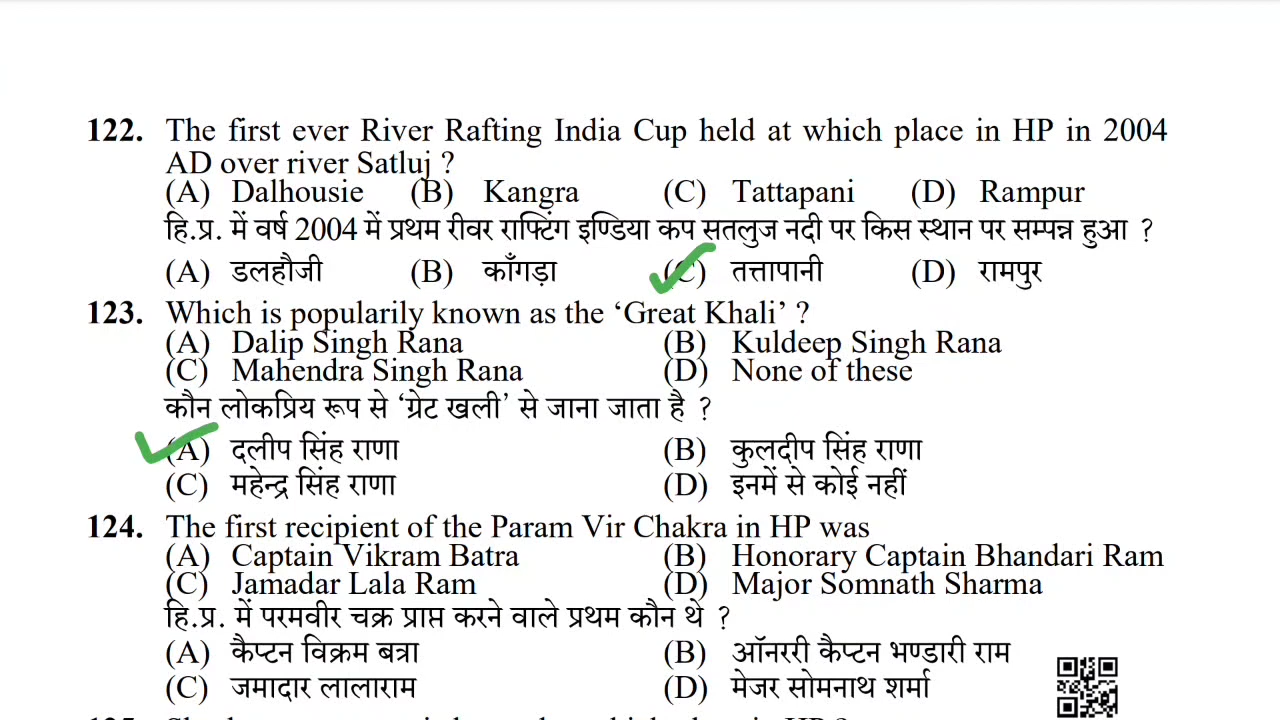 122. The first ever River Rafting India Cup held at which place in HP in 2004
AD over river Satluj ?
(A) Dalhousie (B) Kangra (C) Tattapani (D) Rampur
हि.प्र. में वर्ष 2004 में प्रथम रीवर राफ्टिंग इण्डिया कप सतलुज नदी पर किस स्थान पर सम्पन्न हुआ ?
(A) डलहौजी (B) काँगड़ा (C) तत्तापानी (D) रामपुर
123. Which is popularily known as the ‘Great Khali’ ?
(A) Dalip Singh Rana (B) Kuldeep Singh Rana
(C) Mahendra Singh Rana (D) None of these
कौन लोकप्रिय रूप से ‘ग्रेट खली’ से जाना जाता है ?
(A) दलीप सिंह राणा (B) कुलदीप सिंह राणा
(C) महेन्द्र सिंह राणा (D) इनमें से कोई नहीं
124. The first recipient of the Param Vir Chakra in HP was
(A) Captain Vikram Batra (B) Honorary Captain Bhandari Ram
(C) Jamadar Lala Ram (D) Major Somnath Sharma
हि.प्र. में परमवीर चक्र प्राप्त करने वाले प्रथम कौन थे ?
(A) कैप्टन विक्रम बत्रा (B) ऑनररी कैप्टन भण्डारी राम
(C) जमादार लालाराम (D) मेजर सोमनाथ शर्मा